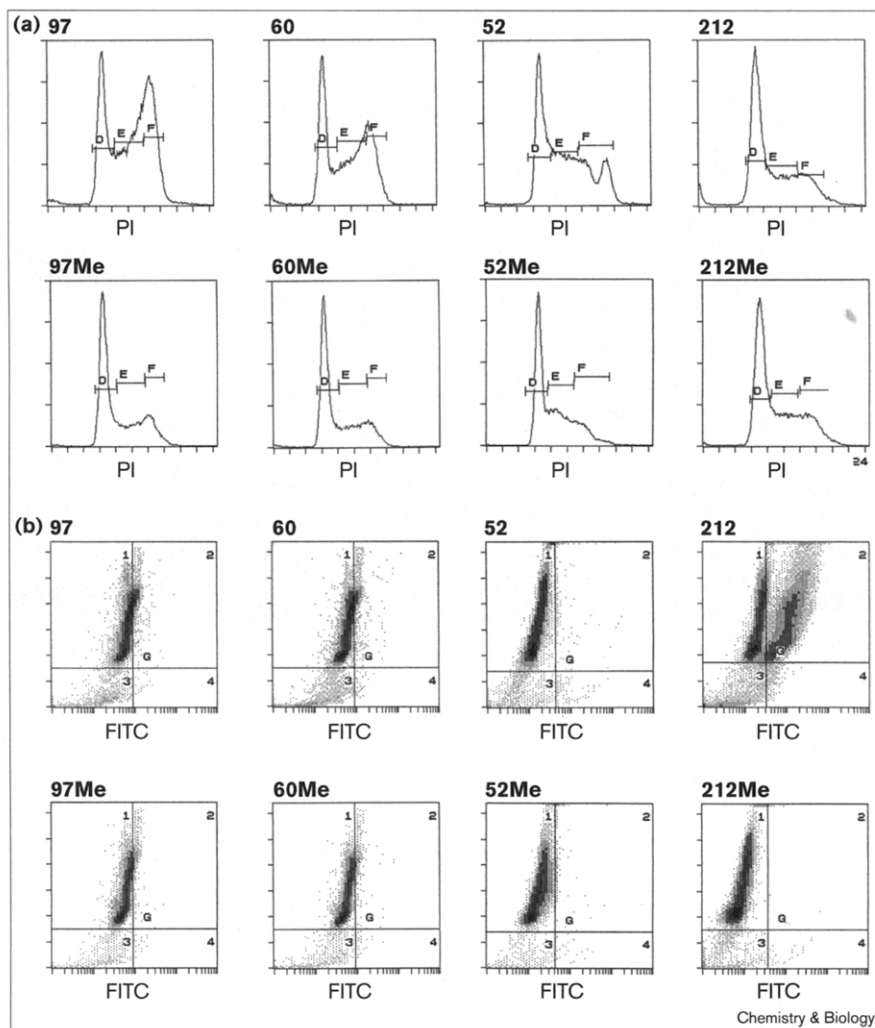 (a) 97 60 52 212
D E F D E F D E F D E F
PI PI PI PI
97Me 60Me 52Me 212Me
D E F D E F D E F D E F
24
PI PI PI PI
(b) 97 60 52 212
1 2 1 2 1 2 1 2
G G G G
3 4 3 4 3 4 3 4
FITC FITC FITC FITC
97Me 60Me 52Me 212Me
1 2 1 2 1 2 1 2
G G G G
3 4 3 4 3 4 3 4
FITC FITC FITC FITC
Chemistry & Biology